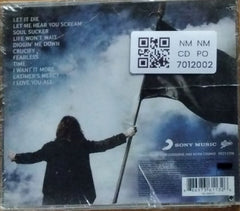 LET IT DIE
LET ME HEAR YOU SCREAM
SOUL SUCKER
LIFE WON'T WAIT
DIGGIN' ME DOWN
CRUCIFY
FEARLESS
TIME
I WANT IT MORE
LATIMER'S MERCY
I LOVE YOU ALL
NM NM
CD PO
7012002
SONY MUSIC